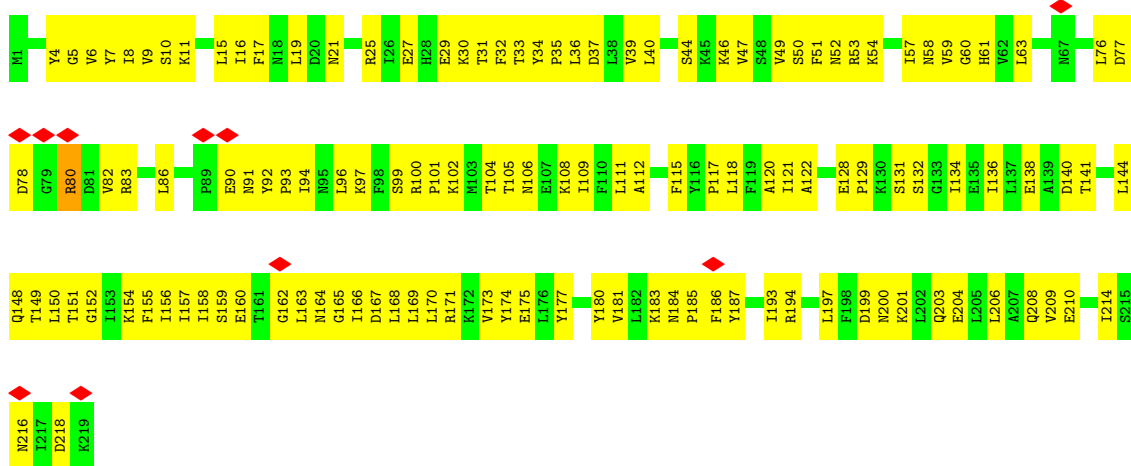 M1 Y4 G5 V6 Y7 I8 V9 S10 K11 L15 I16 F17 N18 L19 D20 N21 R25 I26 E27 H28 E29 K30 T31 F32 T33 Y34 P35 L36 D37 L38 V39 L40 S44 K45 K46 V47 S48 V49 S50 F51 N52 R53 K54 I57 N58 V59 G60 H61 V62 L63 N67 L76 D77
D78 G79 R80 D81 V82 R83 L86 P89 E90 N91 Y92 P93 I94 N95 L96 K97 F98 S99 R100 P101 K102 M103 T104 T105 N106 E107 K108 I109 F110 L111 A112 F115 Y116 P117 L118 F119 A120 I121 A122 E128 P129 K130 S131 S132 G133 I134 E135 I136 L137 E138 A139 D140 T141 L144
Q148 T149 L150 T151 G152 I153 K154 F155 I156 I157 I158 S159 E160 T161 G162 L163 N164 G165 I166 D167 L168 L169 L170 R171 K172 V173 Y174 E175 L176 Y177 Y180 V181 L182 K183 N184 P185 F186 Y187 I193 R194 L197 F198 D199 N200 K201 L202 Q203 E204 L205 L206 A207 Q208 V209 E210 I214 S215
N216 I217 D218 K219